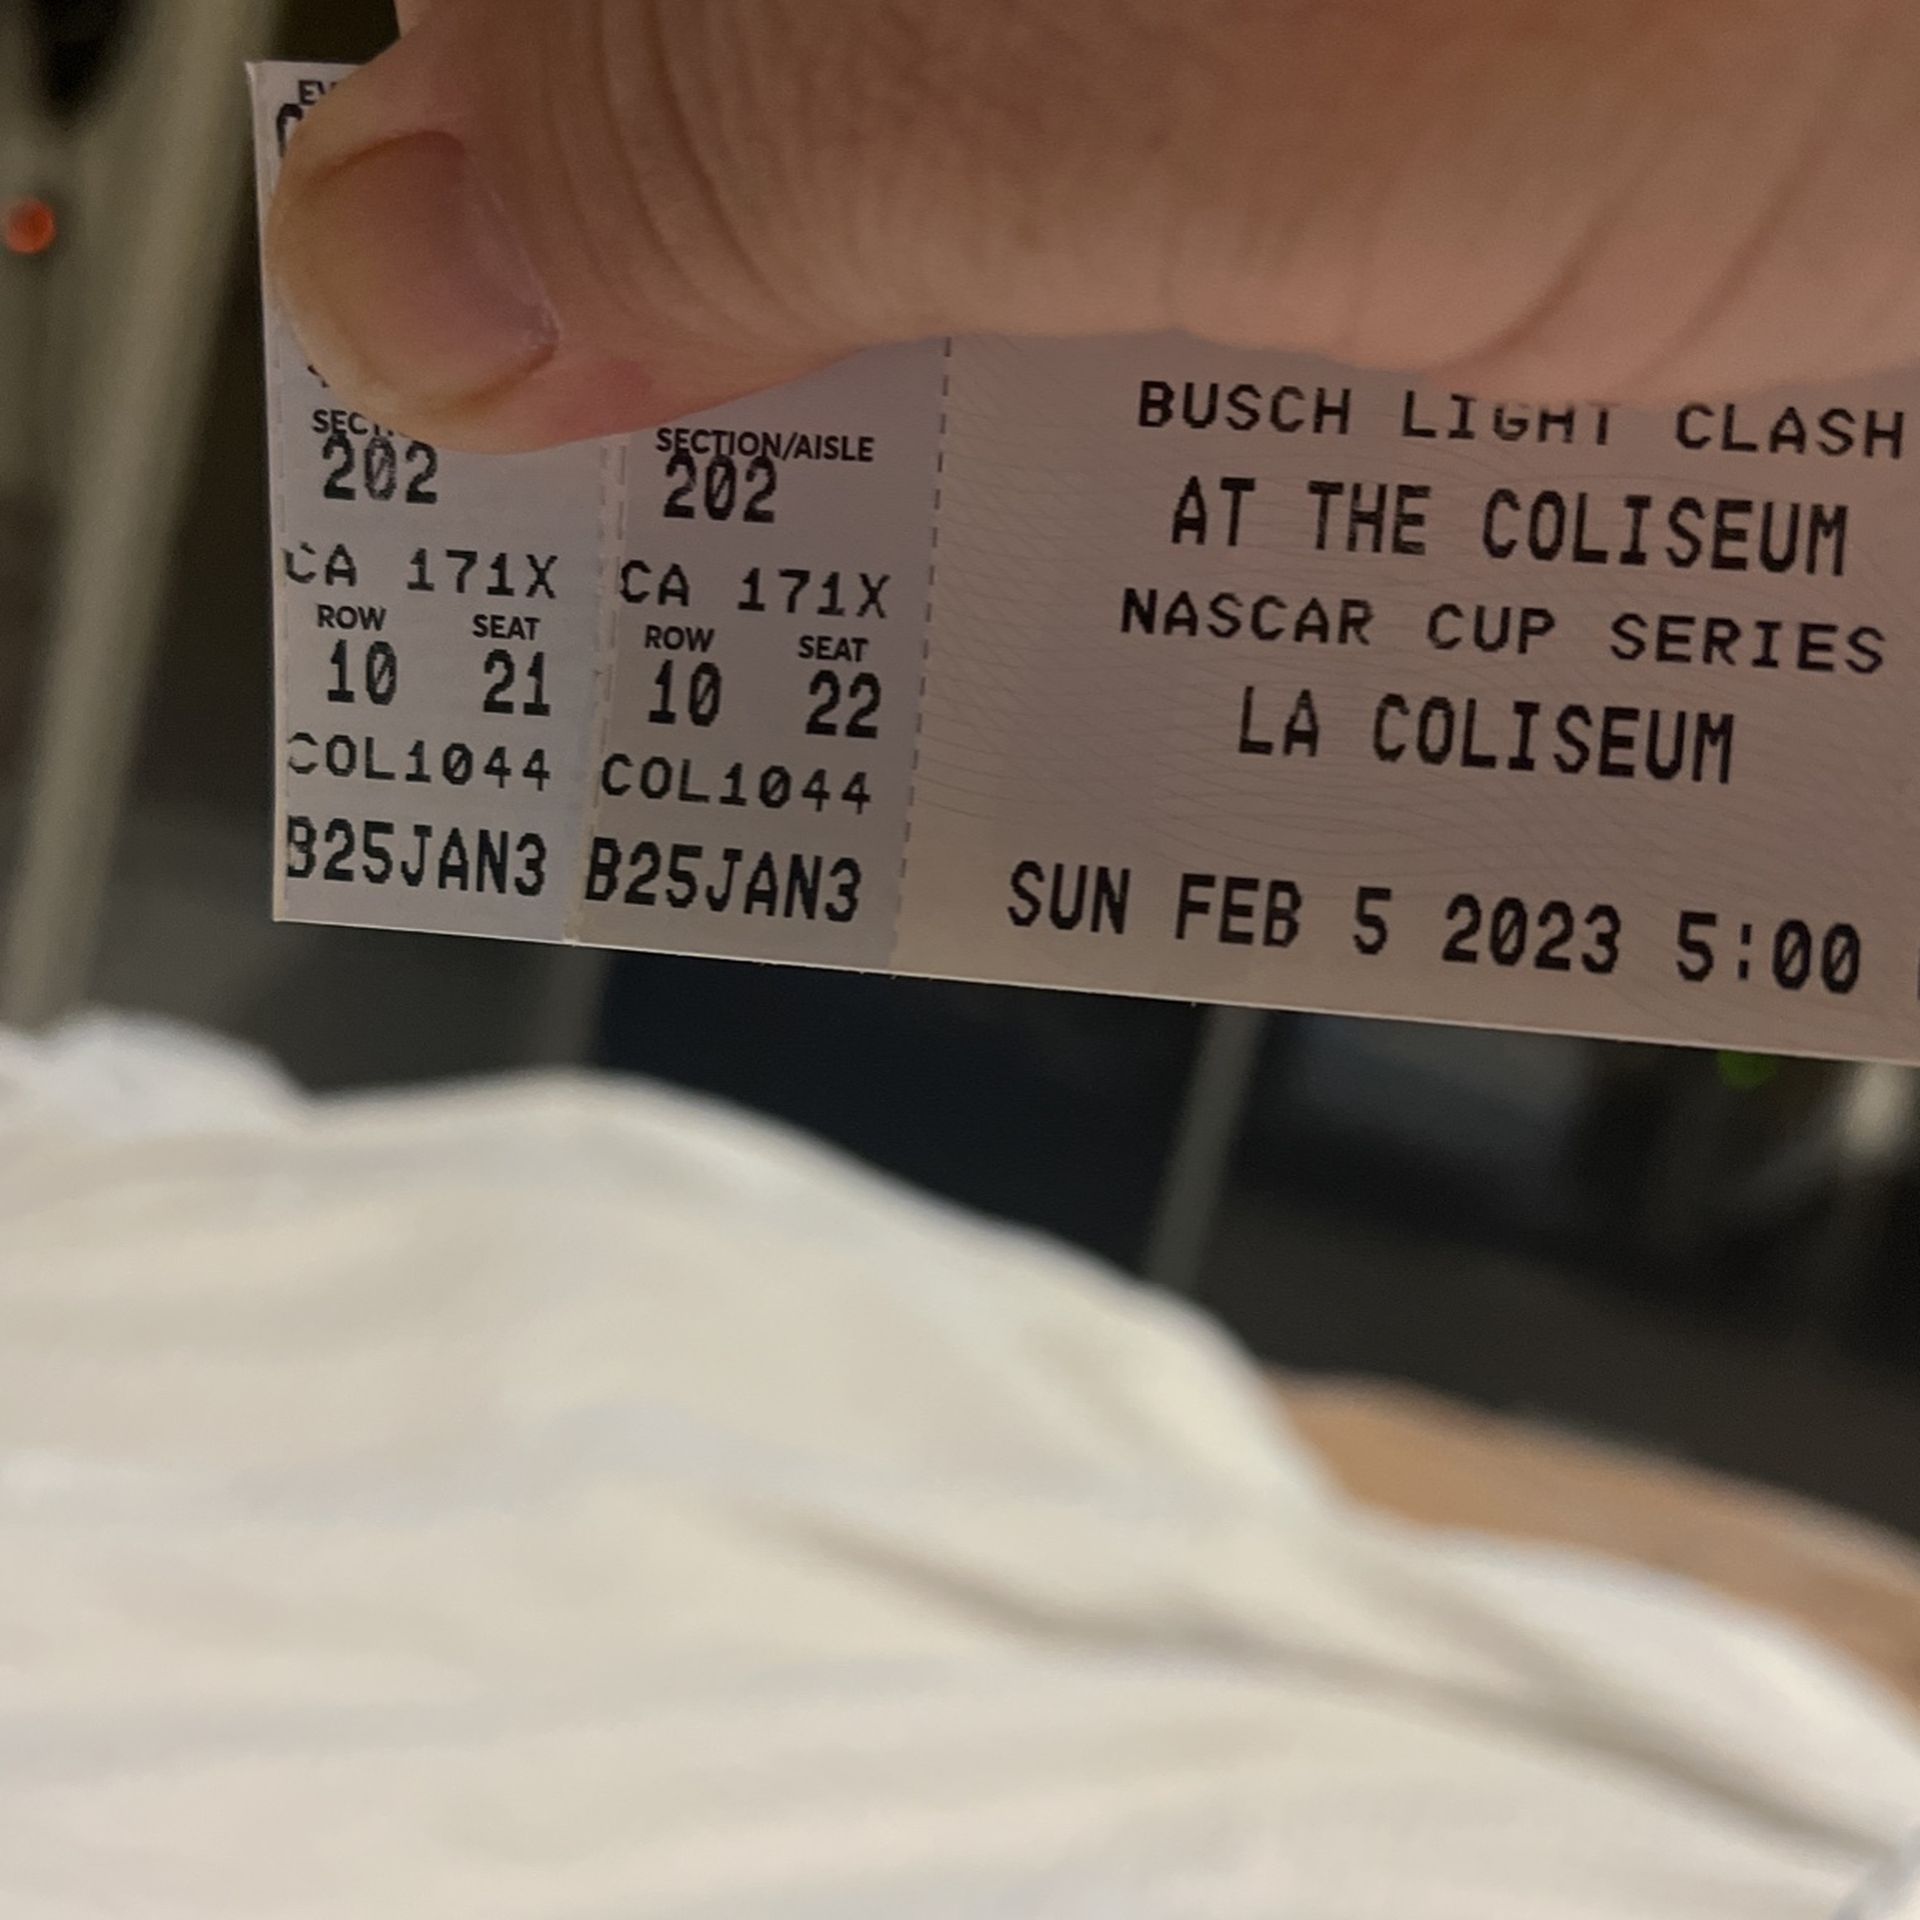 202
CA 171X
ROW SEAT
10 21
COL1044
B25JAN3
SECTION/AISLE
202
CA 171X
ROW SEAT
10 22
COL1044
B25JAN3
BUSCH LIGHT CLASH
AT THE COLISEUM
NASCAR CUP SERIES
LA COLISEUM
SUN FEB 5 2023 5:00